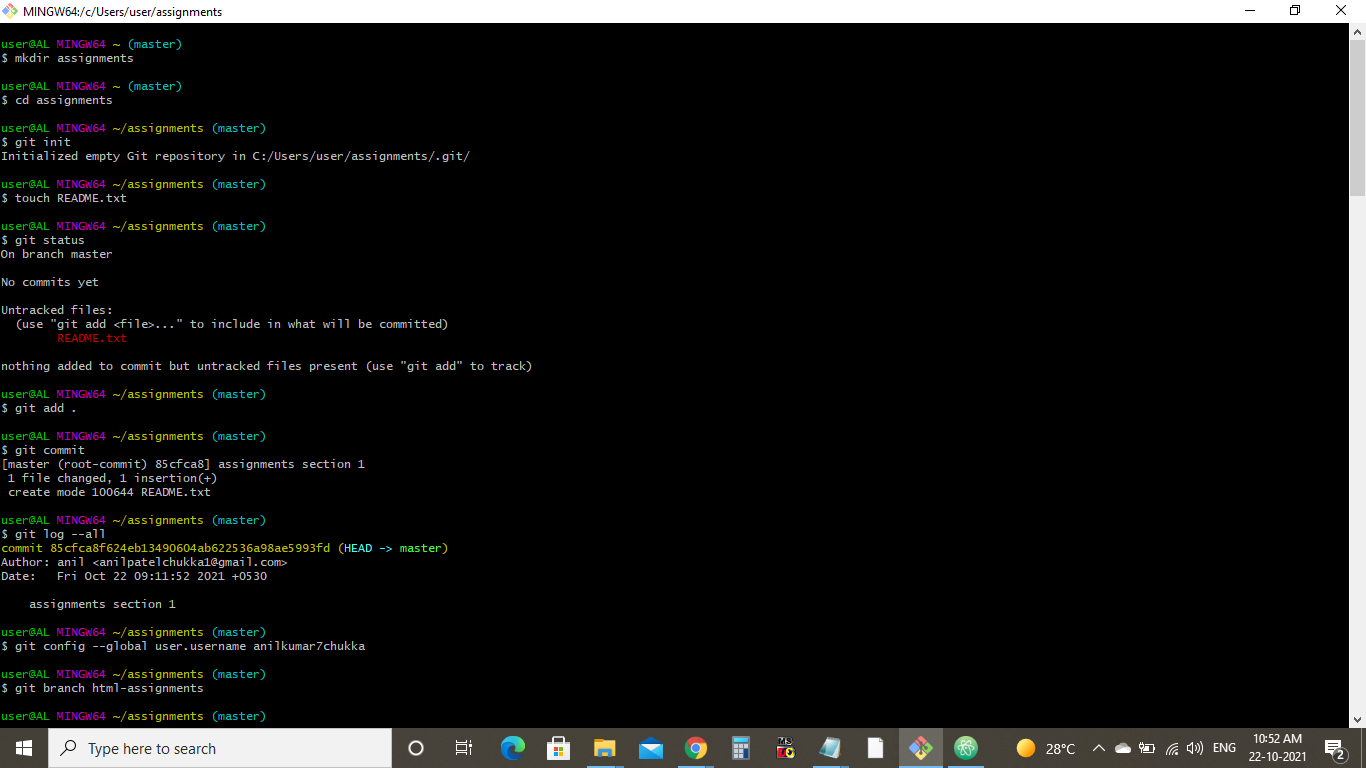 MINGW64:/c/Users/user/assignments
user@AL MINGW64 ~ (master)
$ mkdir assignments
user@AL MINGW64 ~ (master)
$ cd assignments
user@AL MINGW64 ~/assignments (master)
$ git init
Initialized empty Git repository in C:/Users/user/assignments/.git/
user@AL MINGW64 ~/assignments (master)
$ touch README.txt
user@AL MINGW64 ~/assignments (master)
$ git status
On branch master
No commits yet
Untracked files:
  (use "git add <file>..." to include in what will be committed)
        README.txt
nothing added to commit but untracked files present (use "git add" to track)
user@AL MINGW64 ~/assignments (master)
$ git add .
user@AL MINGW64 ~/assignments (master)
$ git commit
[master (root-commit) 85cfca8] assignments section 1
 1 file changed, 1 insertion(+)
 create mode 100644 README.txt
user@AL MINGW64 ~/assignments (master)
$ git log --all
commit 85cfca8f624eb13490604ab622536a98ae5993fd (HEAD -> master)
Author: anil <anilpatelchukka1@gmail.com>
Date:   Fri Oct 22 09:11:52 2021 +0530
    assignments section 1
user@AL MINGW64 ~/assignments (master)
$ git config --global user.username anilkumar7chukka
user@AL MINGW64 ~/assignments (master)
$ git branch html-assignments
user@AL MINGW64 ~/assignments (master)
Type here to search
28°C
ENG
10:52 AM
22-10-2021
2